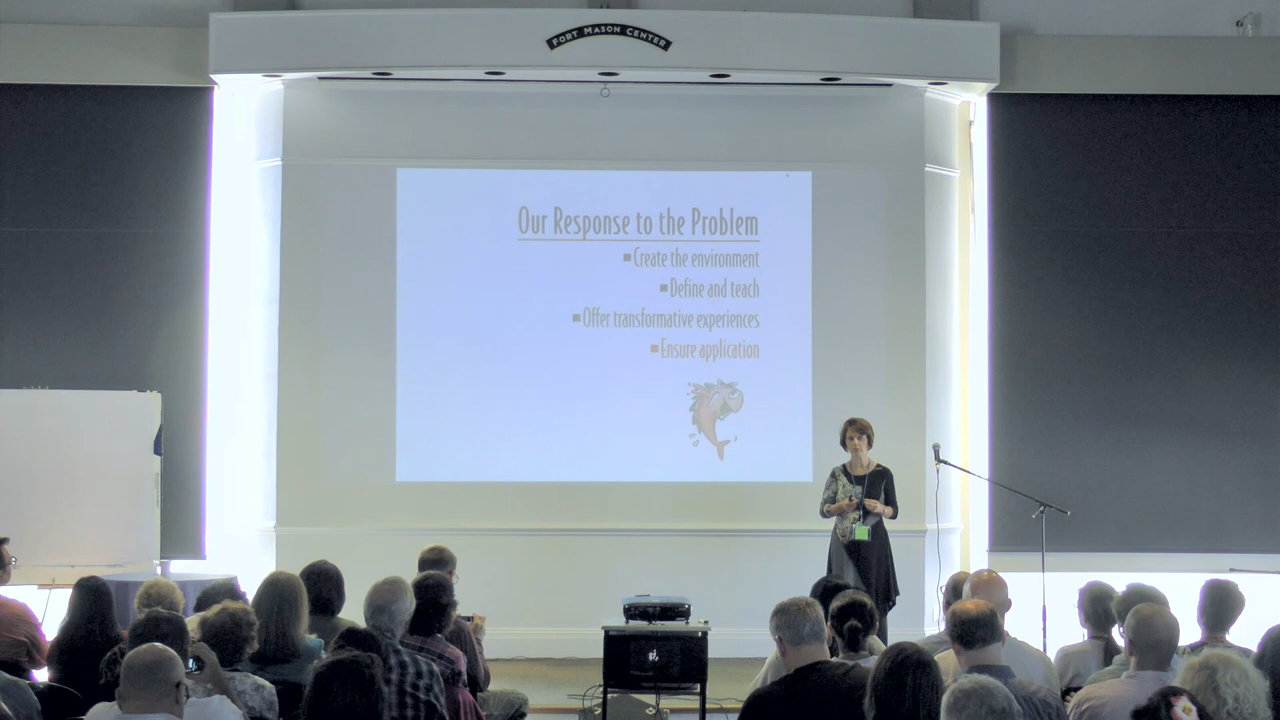 FORT MASON CENTER
Our Response to the Problem
▪Create the environment
▪Define and teach
▪Offer transformative experiences
▪Ensure application